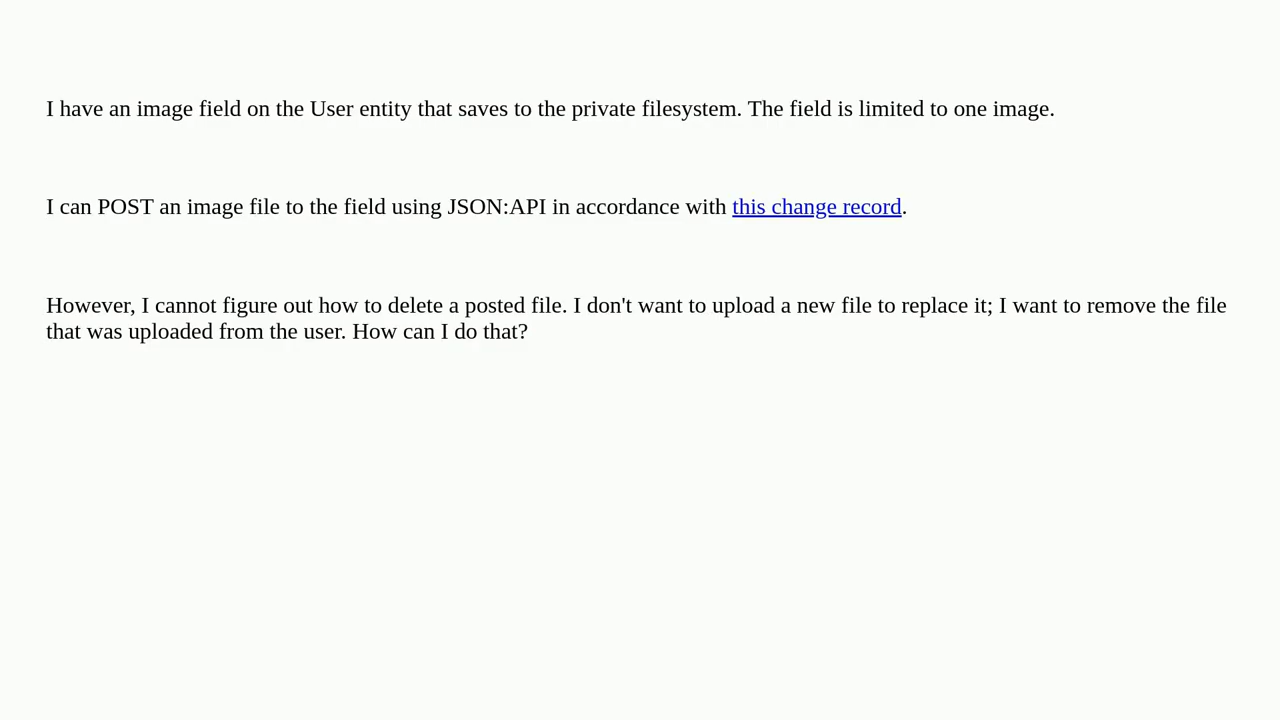 I have an image field on the User entity that saves to the private filesystem. The field is limited to one image.
I can POST an image file to the field using JSON:API in accordance with this change record.
However, I cannot figure out how to delete a posted file. I don't want to upload a new file to replace it; I want to remove the file
that was uploaded from the user. How can I do that?